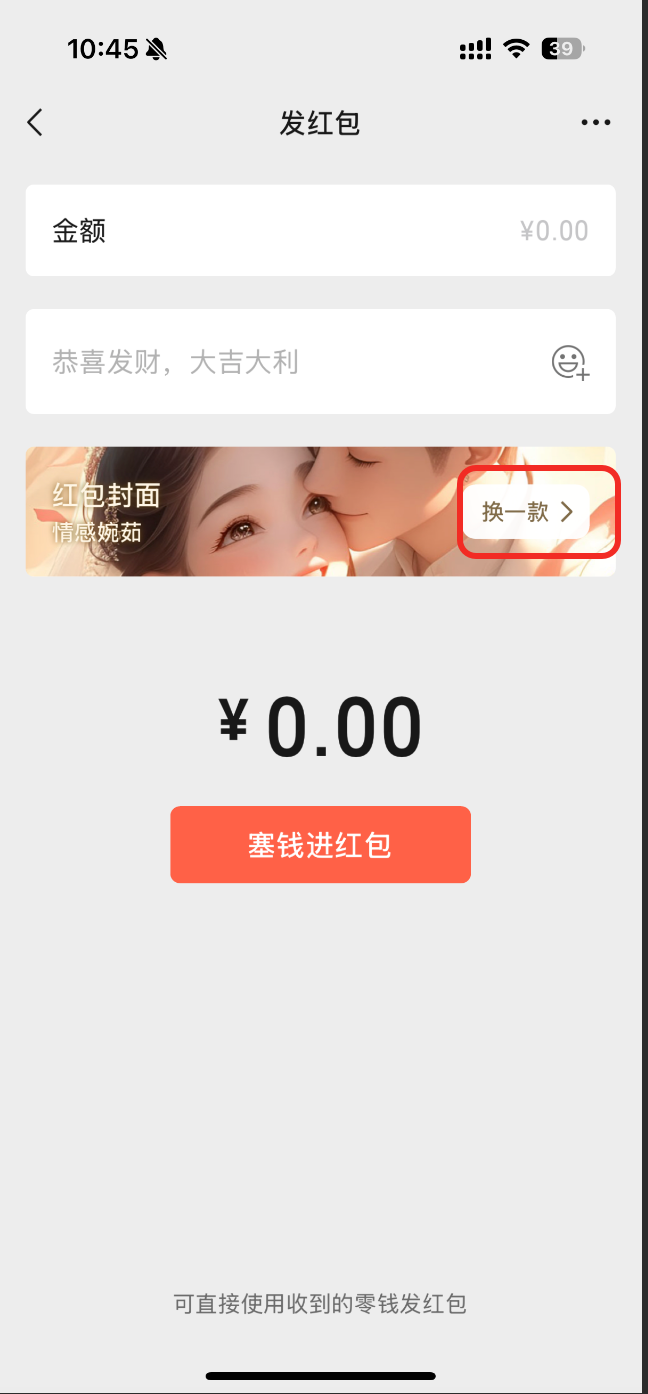 10:45
39
发红包
金额
¥0.00
恭喜发财，大吉大利
红包封面
换一款
情感婉茹
¥0.00
塞钱进红包
可直接使用收到的零钱发红包